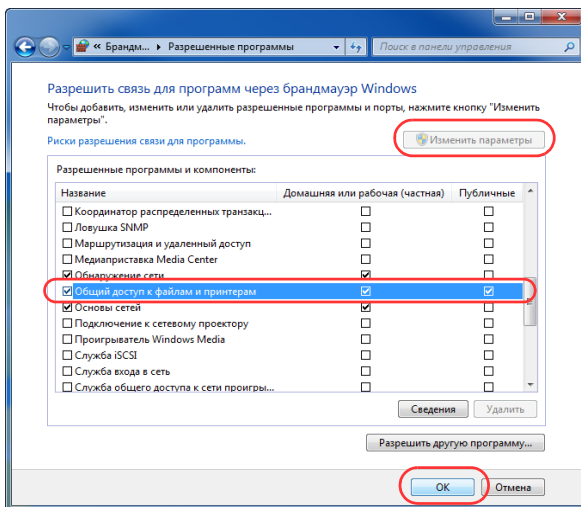 « Брандм... ▸ Разрешенные программы
Поиск в панели управления
Разрешить связь для программ через брандмауэр Windows
Чтобы добавить, изменить или удалить разрешенные программы и порты, нажмите кнопку "Изменить
параметры".
Риски разрешения связи для программы.
Изменить параметры
Разрешенные программы и компоненты:
Название Домашняя или рабочая (частная) Публичные
Координатор распределенных транзакц...
Ловушка SNMP
Маршрутизация и удаленный доступ
Медиаприставка Media Center
Обнаружение сети
Общий доступ к файлам и принтерам
Основы сетей
Подключение к сетевому проектору
Проигрыватель Windows Media
Служба iSCSI
Служба входа в сеть
Служба общего доступа к сети проигры...
Сведения Удалить
Разрешить другую программу...
OK Отмена